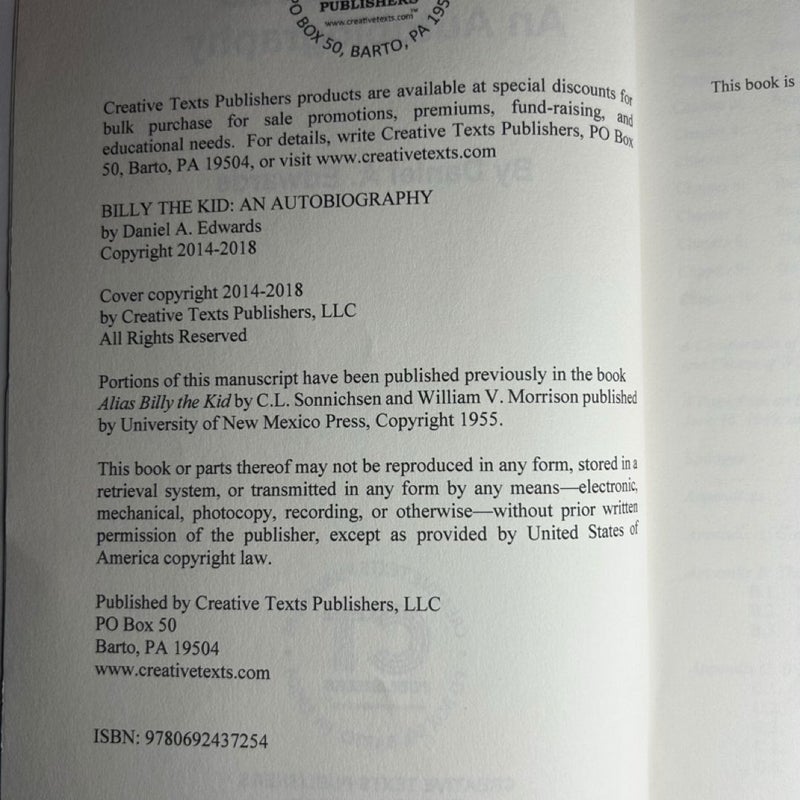 PUBLISHERS
www.creativetexts.com™
PO BOX 50, BARTO, PA 195
Creative Texts Publishers products are available at special discounts for
bulk purchase for sale promotions, premiums, fund-raising, and
educational needs. For details, write Creative Texts Publishers, PO Box
50, Barto, PA 19504, or visit www.creativetexts.com
BILLY THE KID: AN AUTOBIOGRAPHY
by Daniel A. Edwards
Copyright 2014-2018
Cover copyright 2014-2018
by Creative Texts Publishers, LLC
All Rights Reserved
Portions of this manuscript have been published previously in the book
Alias Billy the Kid by C.L. Sonnichsen and William V. Morrison published
by University of New Mexico Press, Copyright 1955.
This book or parts thereof may not be reproduced in any form, stored in a
retrieval system, or transmitted in any form by any means—electronic,
mechanical, photocopy, recording, or otherwise—without prior written
permission of the publisher, except as provided by United States of
America copyright law.
Published by Creative Texts Publishers, LLC
PO Box 50
Barto, PA 19504
www.creativetexts.com
ISBN: 9780692437254
This book is